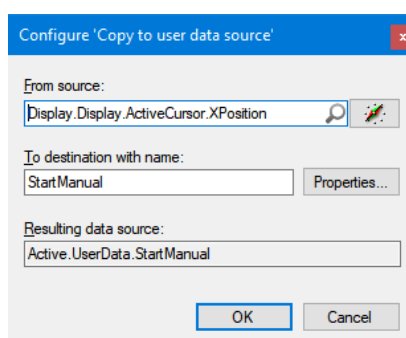 Configure 'Copy to user data source'
x
From source:
Display.Display.ActiveCursor.XPosition
To destination with name:
StartManual
Properties...
Resulting data source:
Active.UserData.StartManual
OK
Cancel